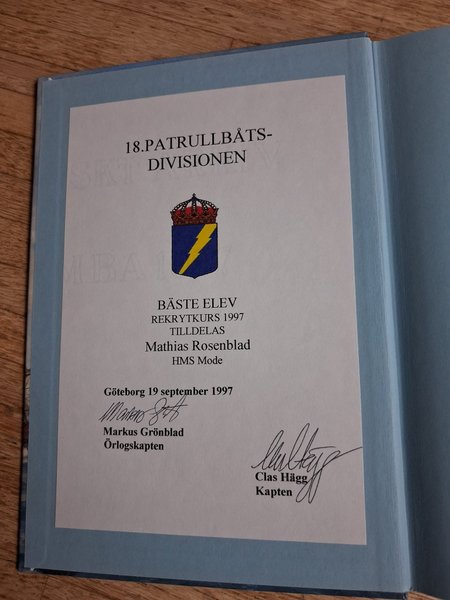 18.PATRULLBÅTS-
DIVISIONEN
BÄSTE ELEV
REKRYTKURS 1997
TILLDELAS
Mathias Rosenblad
HMS Mode
Göteborg 19 september 1997
Markus Grönblad
Örlogskapten
Clas Hägg
Kapten